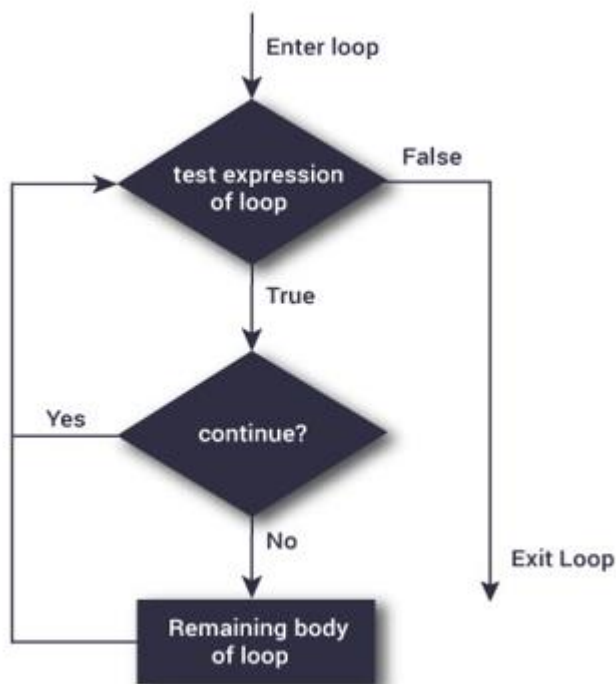 Enter loop
test expression
of loop
False
True
continue?
Yes
No
Exit Loop
Remaining body
of loop